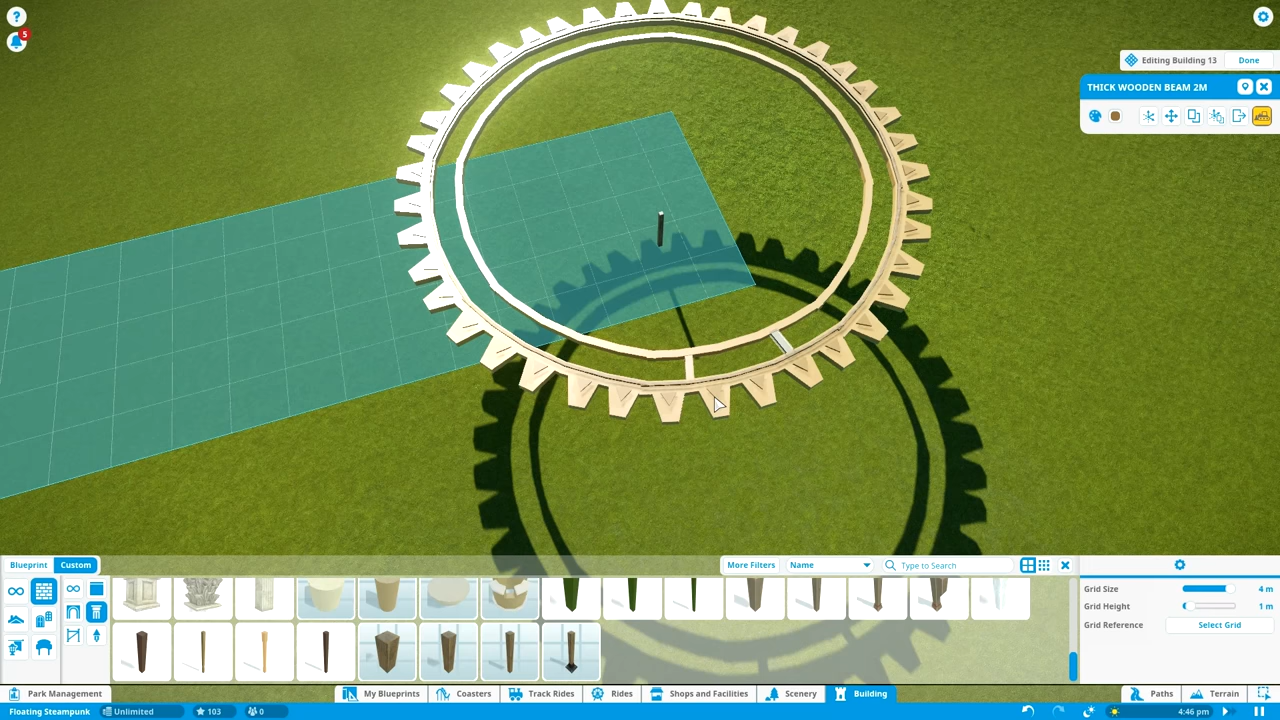 ?
5
Editing Building 13 Done
THICK WOODEN BEAM 2M
Blueprint Custom
More Filters Name Type to Search
Grid Size 4 m
Grid Height 1 m
Grid Reference Select Grid
Park Management My Blueprints Coasters Track Rides Rides Shops and Facilities Scenery Building Paths Terrain
Floating Steampunk Unlimited 103 0 4:46 pm